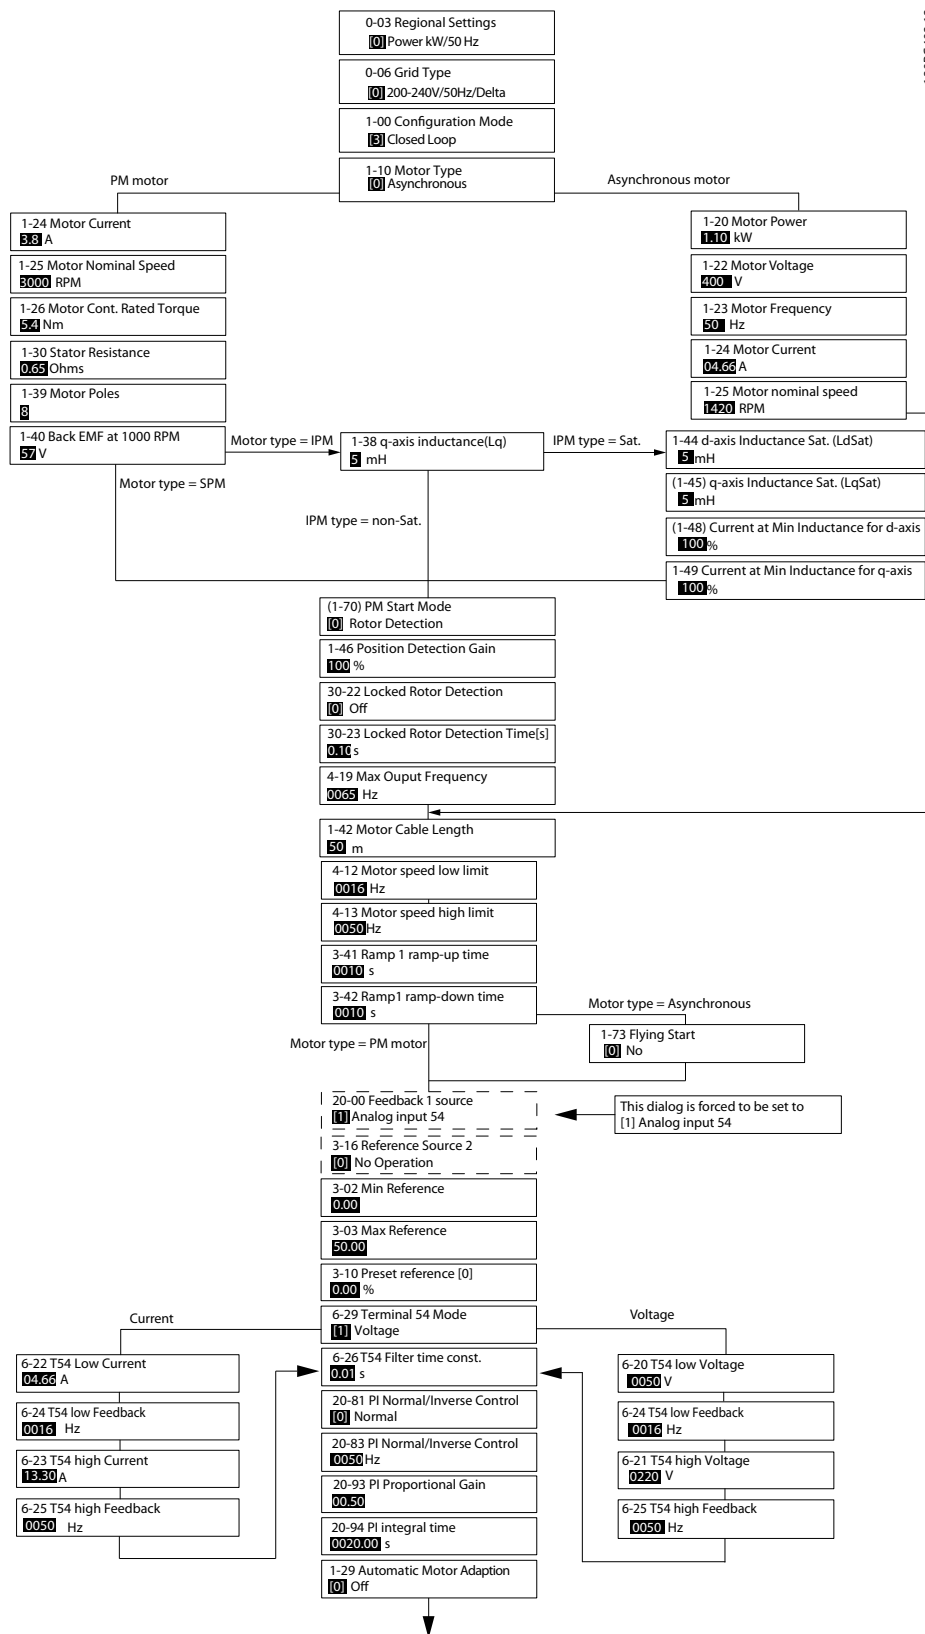 0-03 Regional Settings
[0] Power kW/50 Hz
0-06 Grid Type
[0] 200-240V/50Hz/Delta
1-00 Configuration Mode
[3] Closed Loop
1-10 Motor Type
[0] Asynchronous
PM motor
Asynchronous motor
1-24 Motor Current
3.8 A
1-25 Motor Nominal Speed
3000 RPM
1-26 Motor Cont. Rated Torque
5.4 Nm
1-30 Stator Resistance
0.65 Ohms
1-39 Motor Poles
8
1-40 Back EMF at 1000 RPM
57 V
1-20 Motor Power
1.10 kW
1-22 Motor Voltage
400 V
1-23 Motor Frequency
50 Hz
1-24 Motor Current
04.66 A
1-25 Motor nominal speed
1420 RPM
Motor type = IPM
Motor type = SPM
1-38 q-axis inductance(Lq)
5 mH
IPM type = Sat.
IPM type = non-Sat.
1-44 d-axis Inductance Sat. (LdSat)
5 mH
(1-45) q-axis Inductance Sat. (LqSat)
5 mH
(1-48) Current at Min Inductance for d-axis
100 %
1-49 Current at Min Inductance for q-axis
100 %
(1-70) PM Start Mode
[0] Rotor Detection
1-46 Position Detection Gain
100 %
30-22 Locked Rotor Detection
[0] Off
30-23 Locked Rotor Detection Time[s]
0.10 s
4-19 Max Ouput Frequency
0065 Hz
1-42 Motor Cable Length
50 m
4-12 Motor speed low limit
0016 Hz
4-13 Motor speed high limit
0050 Hz
3-41 Ramp 1 ramp-up time
0010 s
3-42 Ramp1 ramp-down time
0010 s
Motor type = Asynchronous
1-73 Flying Start
[0] No
Motor type = PM motor
20-00 Feedback 1 source
[1] Analog input 54
This dialog is forced to be set to
[1] Analog input 54
3-16 Reference Source 2
[0] No Operation
3-02 Min Reference
0.00
3-03 Max Reference
50.00
3-10 Preset reference [0]
0.00 %
6-29 Terminal 54 Mode
[1] Voltage
Current
Voltage
6-22 T54 Low Current
04.66 A
6-24 T54 low Feedback
0016 Hz
6-23 T54 high Current
13.30 A
6-25 T54 high Feedback
0050 Hz
6-26 T54 Filter time const.
0.01 s
20-81 PI Normal/Inverse Control
[0] Normal
20-83 PI Normal/Inverse Control
0050 Hz
20-93 PI Proportional Gain
00.50
20-94 PI integral time
0020.00 s
1-29 Automatic Motor Adaption
[0] Off
6-20 T54 low Voltage
0050 V
6-24 T54 low Feedback
0016 Hz
6-21 T54 high Voltage
0220 V
6-25 T54 high Feedback
0050 Hz